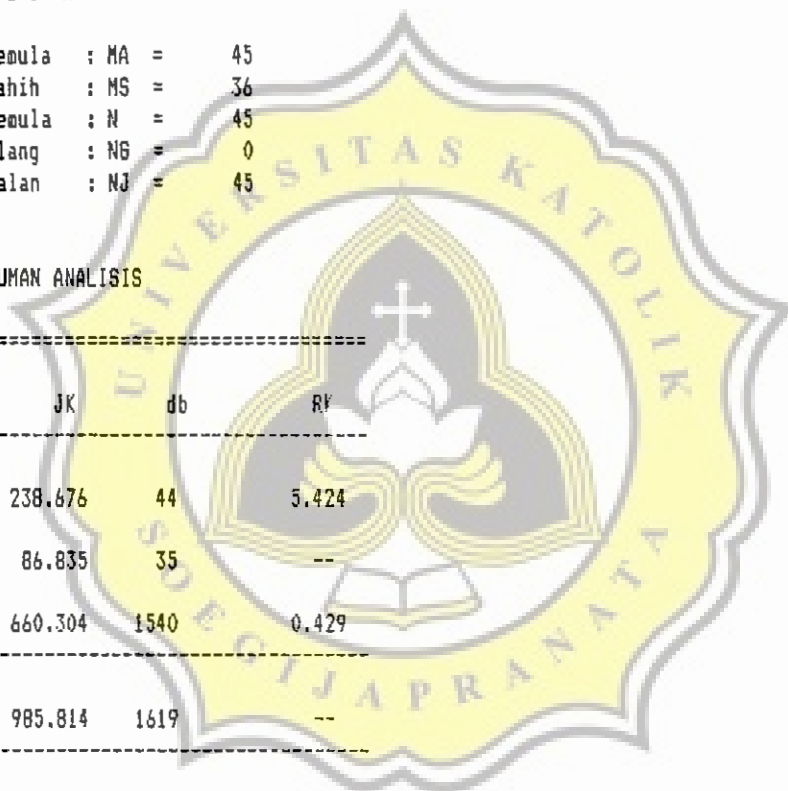 emula : MA = 45
ahih : MS = 36
emula : N = 45
lang : NG = 0
alan : NJ = 45
UMAN ANALISIS
JK db RK
238.676 44 5.424
86.835 35 --
660.304 1540 0.429
985.814 1619 --
UNIVERSITAS KATOLIK
SOEGIJAPRANATA